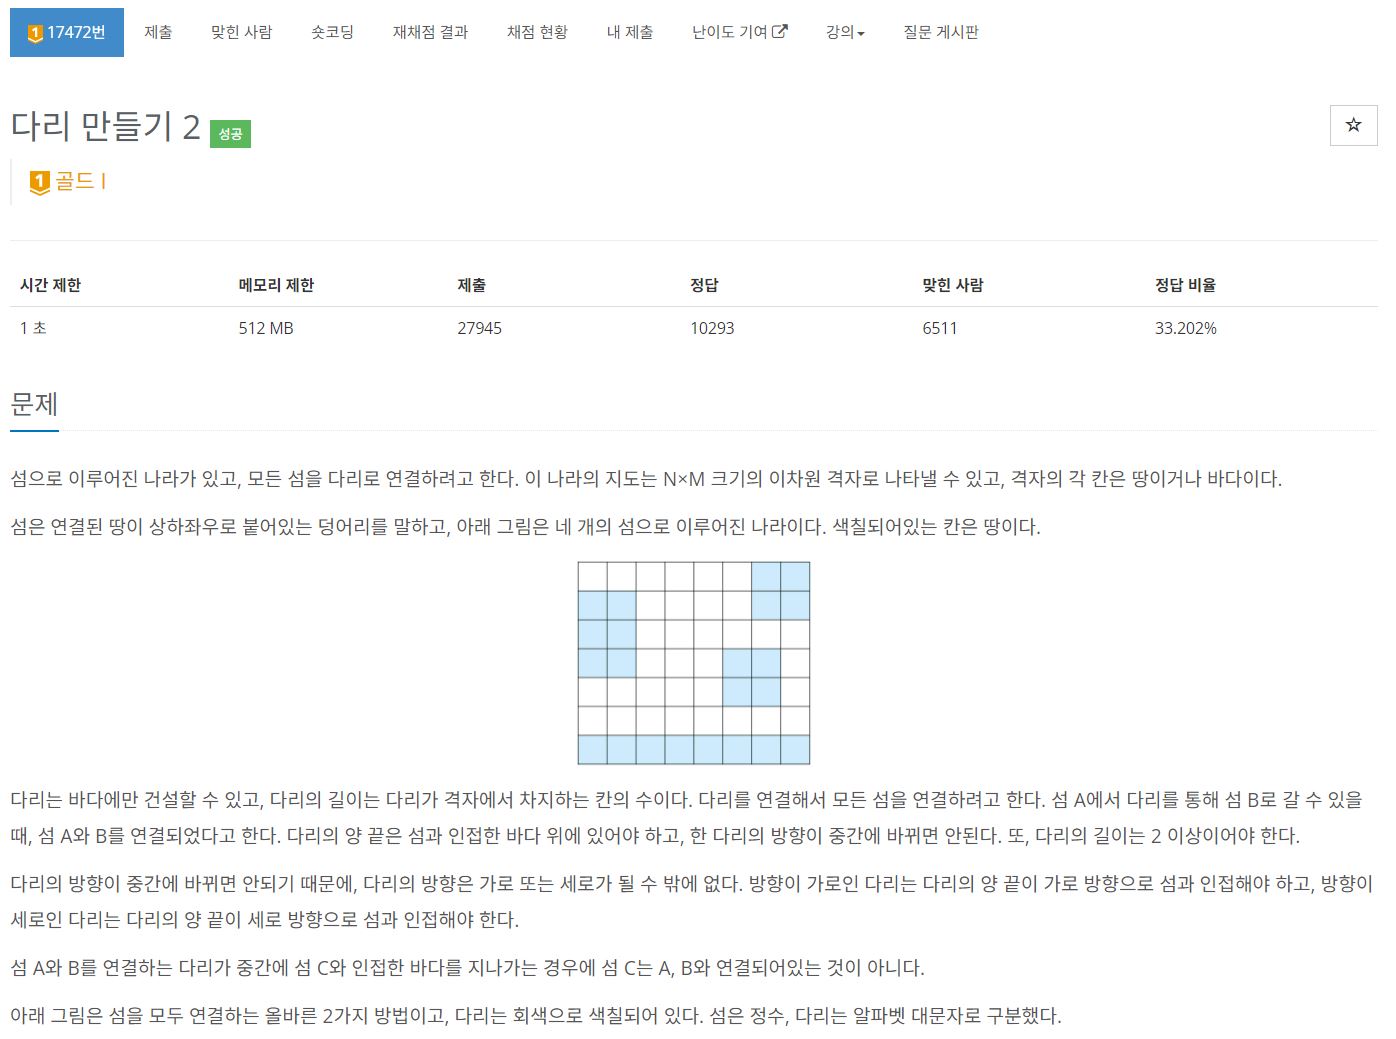 1 17472번 제출 맞힌 사람 숏코딩 재채점 결과 채점 현황 내 제출 난이도 기여 강의 질문 게시판
다리 만들기 2 성공
1 골드 I
시간 제한 메모리 제한 제출 정답 맞힌 사람 정답 비율
1 초 512 MB 27945 10293 6511 33.202%
문제
섬으로 이루어진 나라가 있고, 모든 섬을 다리로 연결하려고 한다. 이 나라의 지도는 N×M 크기의 이차원 격자로 나타낼 수 있고, 격자의 각 칸은 땅이거나 바다이다.
섬은 연결된 땅이 상하좌우로 붙어있는 덩어리를 말하고, 아래 그림은 네 개의 섬으로 이루어진 나라이다. 색칠되어있는 칸은 땅이다.
다리는 바다에만 건설할 수 있고, 다리의 길이는 다리가 격자에서 차지하는 칸의 수이다. 다리를 연결해서 모든 섬을 연결하려고 한다. 섬 A에서 다리를 통해 섬 B로 갈 수 있을
때, 섬 A와 B를 연결되었다고 한다. 다리의 양 끝은 섬과 인접한 바다 위에 있어야 하고, 한 다리의 방향이 중간에 바뀌면 안된다. 또, 다리의 길이는 2 이상이어야 한다.
다리의 방향이 중간에 바뀌면 안되기 때문에, 다리의 방향은 가로 또는 세로가 될 수 밖에 없다. 방향이 가로인 다리는 다리의 양 끝이 가로 방향으로 섬과 인접해야 하고, 방향이
세로인 다리는 다리의 양 끝이 세로 방향으로 섬과 인접해야 한다.
섬 A와 B를 연결하는 다리가 중간에 섬 C와 인접한 바다를 지나가는 경우에 섬 C는 A, B와 연결되어있는 것이 아니다.
아래 그림은 섬을 모두 연결하는 올바른 2가지 방법이고, 다리는 회색으로 색칠되어 있다. 섬은 정수, 다리는 알파벳 대문자로 구분했다.